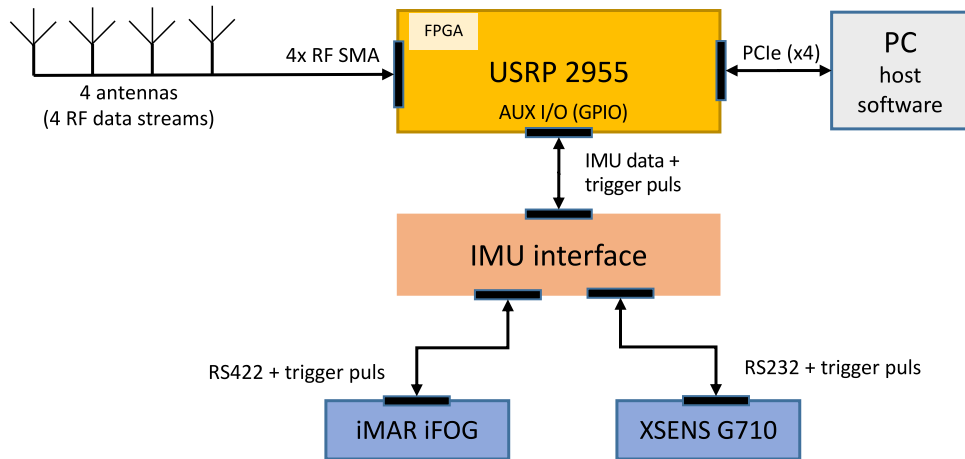 FPGA
4x RF SMA
USRP 2955
AUX I/O (GPIO)
PCIe (x4)
PC
host
software
4 antennas
(4 RF data streams)
IMU data +
trigger puls
IMU interface
RS422 + trigger puls
RS232 + trigger puls
iMAR iFOG
XSENS G710